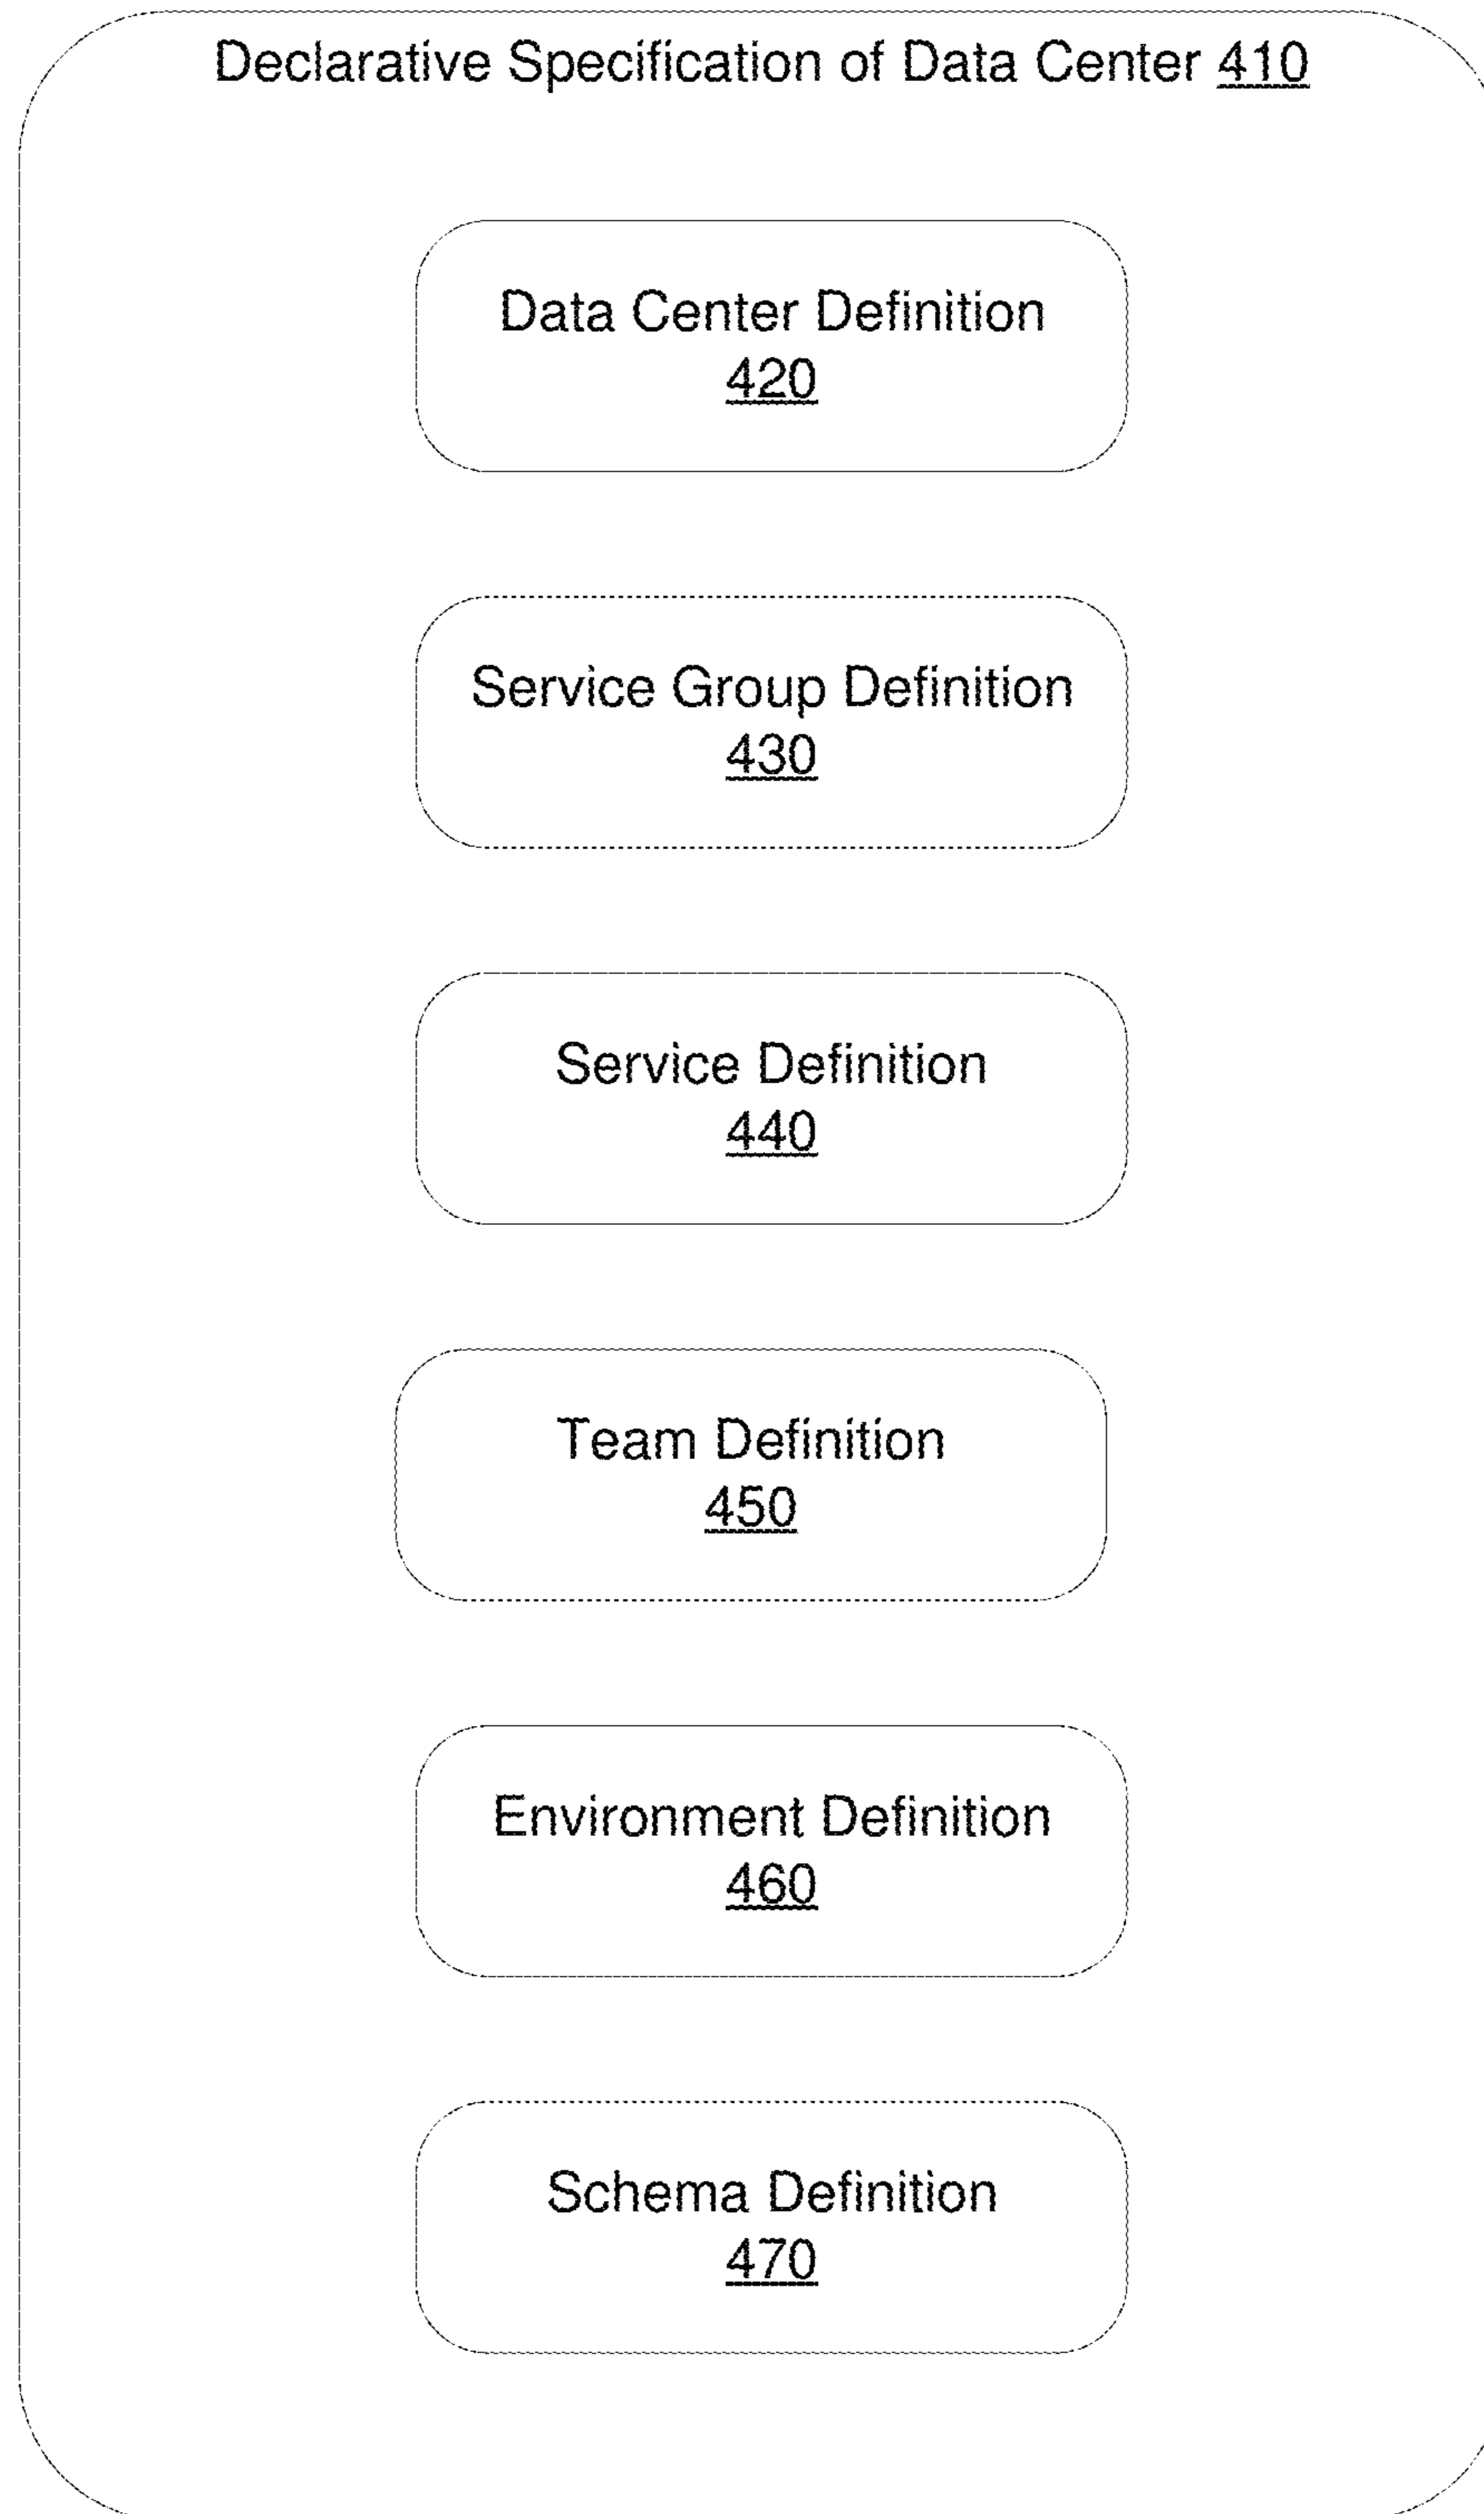 Declarative Specification of Data Center 410
Data Center Definition
420
Service Group Definition
430
Service Definition
440
Team Definition
450
Environment Definition
460
Schema Definition
470